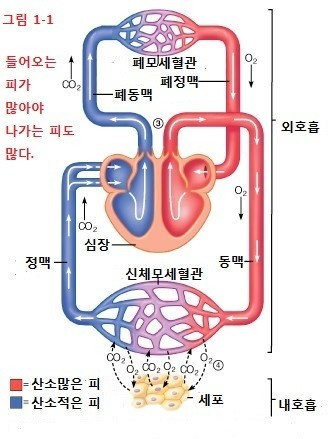 그림 1-1
들어오는
피가
많아야
나가는 피도
많다.
폐모세혈관
폐정맥
폐동맥
CO₂
O₂
③
외호흡
O₂
CO₂
심장
정맥
동맥
신체모세혈관
CO₂ O₂ CO₂ O₂ CO₂ O₂ ④
세포
내호흡
= 산소많은 피
= 산소적은 피